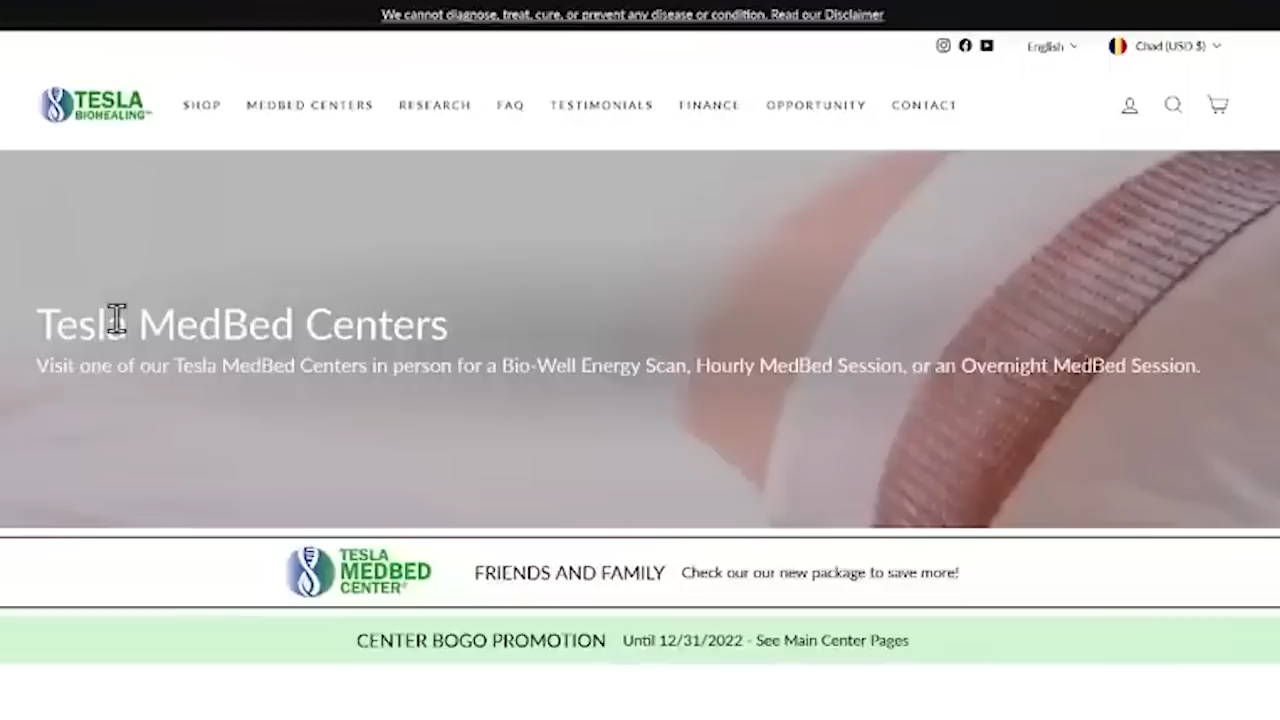 We cannot diagnose, treat, cure, or prevent any disease or condition. Read our Disclaimer
English
Chad (USD $)
TESLA
BIOHEALING™
SHOP MEDBED CENTERS RESEARCH FAQ TESTIMONIALS FINANCE OPPORTUNITY CONTACT
Tesla MedBed Centers
Visit one of our Tesla MedBed Centers in person for a Bio-Well Energy Scan, Hourly MedBed Session, or an Overnight MedBed Session.
TESLA
MEDBED
CENTER®
FRIENDS AND FAMILY Check our our new package to save more!
CENTER BOGO PROMOTION Until 12/31/2022 - See Main Center Pages